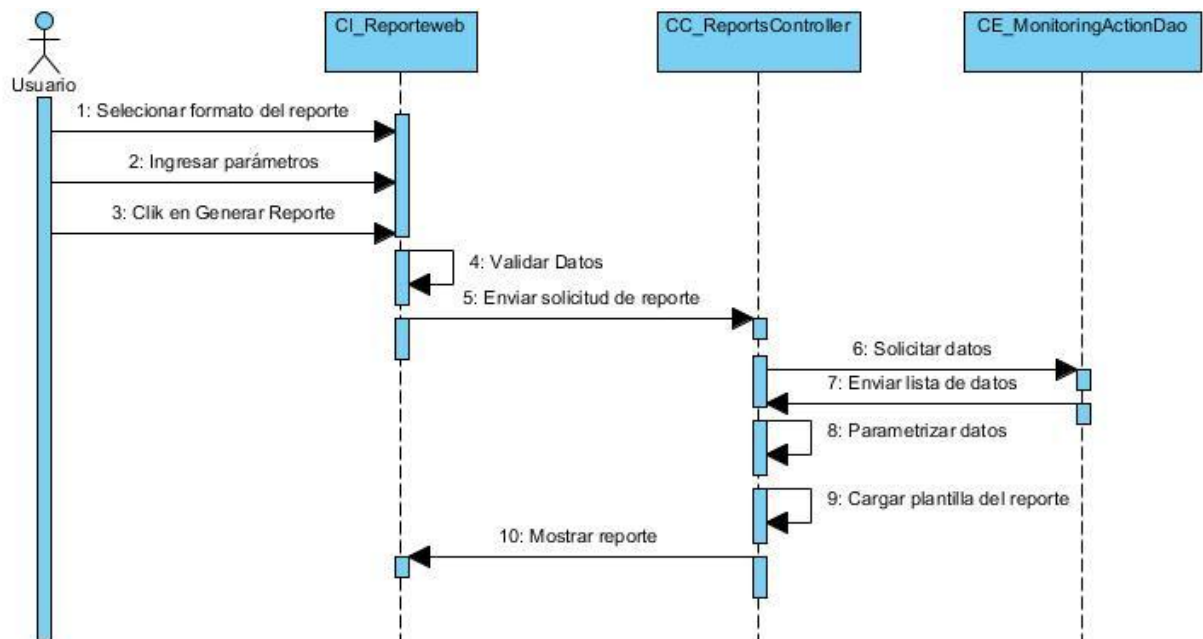 CI_Reporteweb
CC_ReportsController
CE_MonitoringActionDao
Usuario
1: Selecionar formato del reporte
2: Ingresar parámetros
3: Clik en Generar Reporte
4: Validar Datos
5: Enviar solicitud de reporte
6: Solicitar datos
7: Enviar lista de datos
8: Parametrizar datos
9: Cargar plantilla del reporte
10: Mostrar reporte